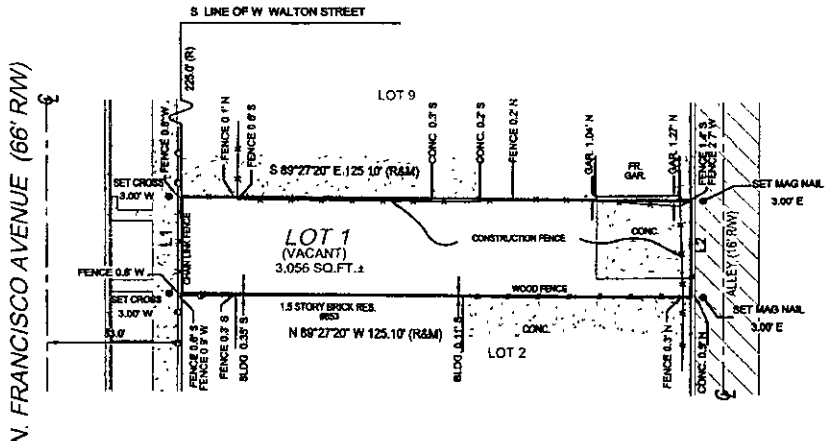 S LINE OF W WALTON STREET
N. FRANCISCO AVENUE (66' R/W)
225.0' (R)
LOT 9
FENCE 0.8' W
FENCE 0.1' N
FENCE 0.6' S
CONC. 0.3' S
CONC. 0.2' S
FENCE 0.2' N
GAR. 1.04' N
FR.
GAR.
GAR. 1.27' N
FENCE 1.4' S
FENCE 2.7' W
SET CROSS
3.00' W
S 89°27'20" E 125.10' (R&M)
SET MAG NAIL
3.00' E
L1
CHAIN LINK FENCE
LOT 1
(VACANT)
3,056 SQ.FT.±
CONSTRUCTION FENCE
CONC.
L2
ALLEY (16' R/W)
FENCE 0.6' W
SET CROSS
3.00' W
WOOD FENCE
1.5 STORY BRICK RES.
#853
SET MAG NAIL
3.00' E
33.0'
FENCE 0.6' S
FENCE 0.9' W
FENCE 0.3' S
BLDG 0.35' S
N 89°27'20" W 125.10' (R&M)
BLDG 0.11' S
CONC.
LOT 2
FENCE 0.3' N
CONC. 0.5' N